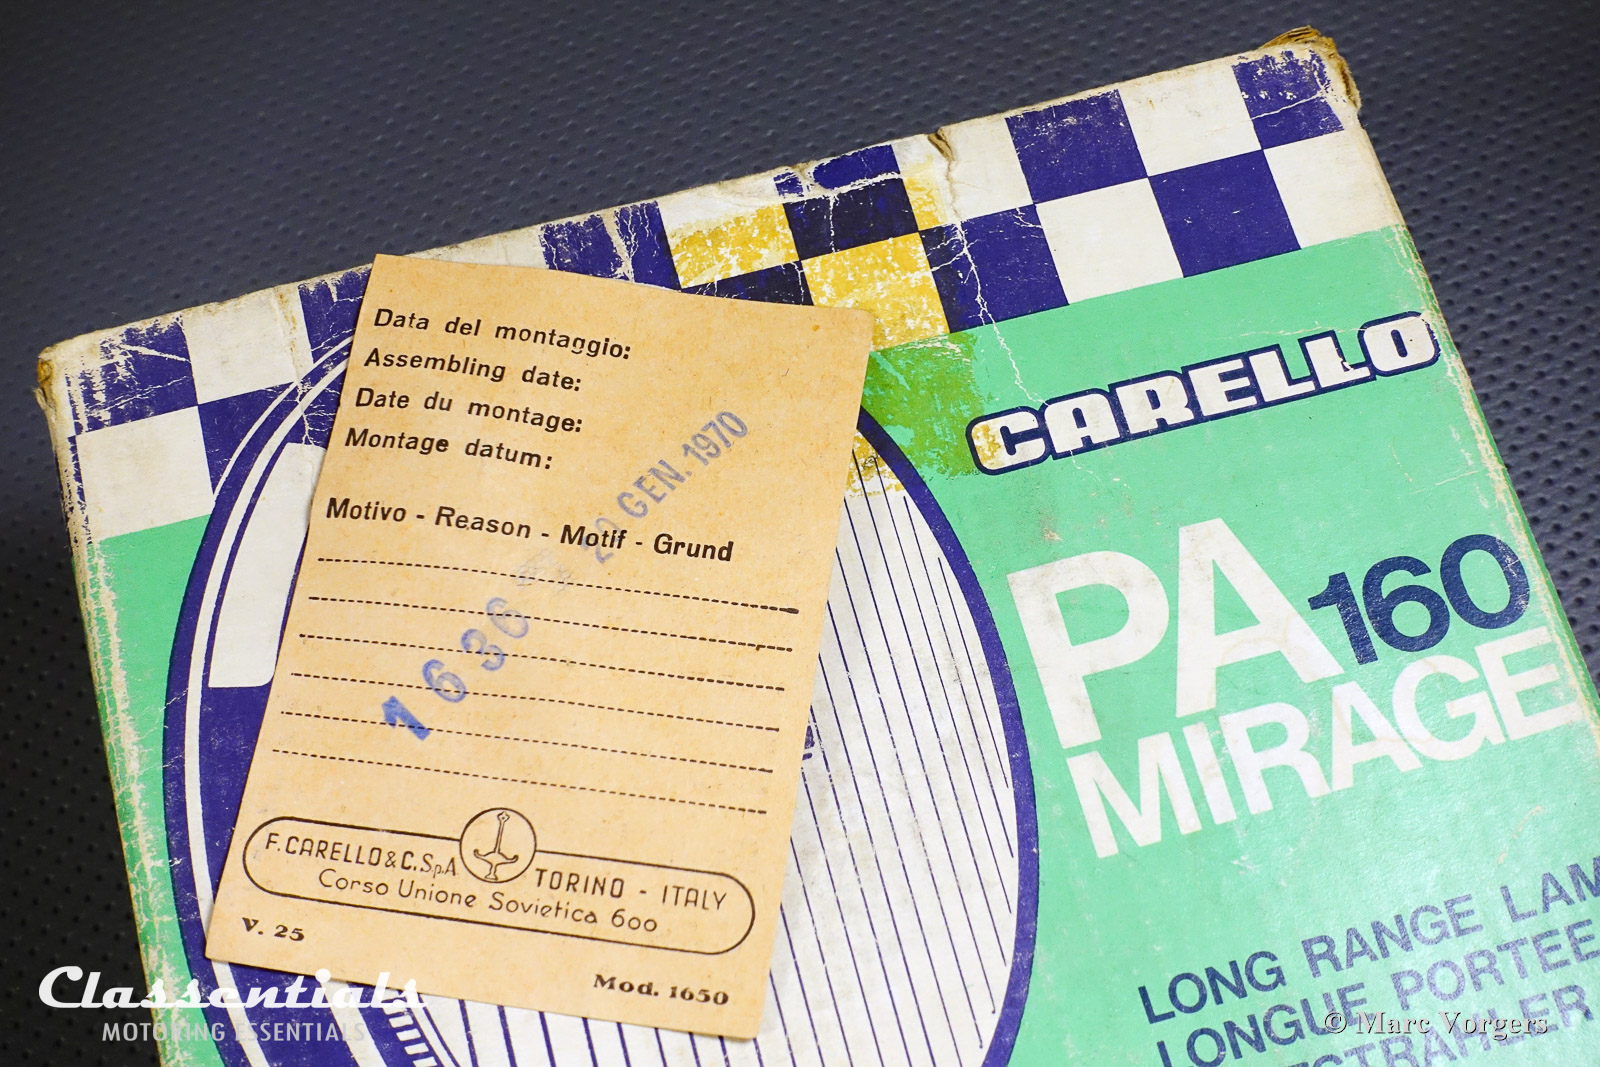 Data del montaggio:
Assembling date:
Date du montage:
Montage datum:
20 GEN. 1970
Motivo - Reason - Motif - Grund
1636
F. CARELLO & C. S.p.A TORINO - ITALY
Corso Unione Sovietica 600
V. 25
Mod. 1650
CARELLO
PA 160
MIRAGE
LONG RANGE LAM
LONGUE PORTEE
Classentials
MOTORING ESSENTIALS
© Marc Vorgers